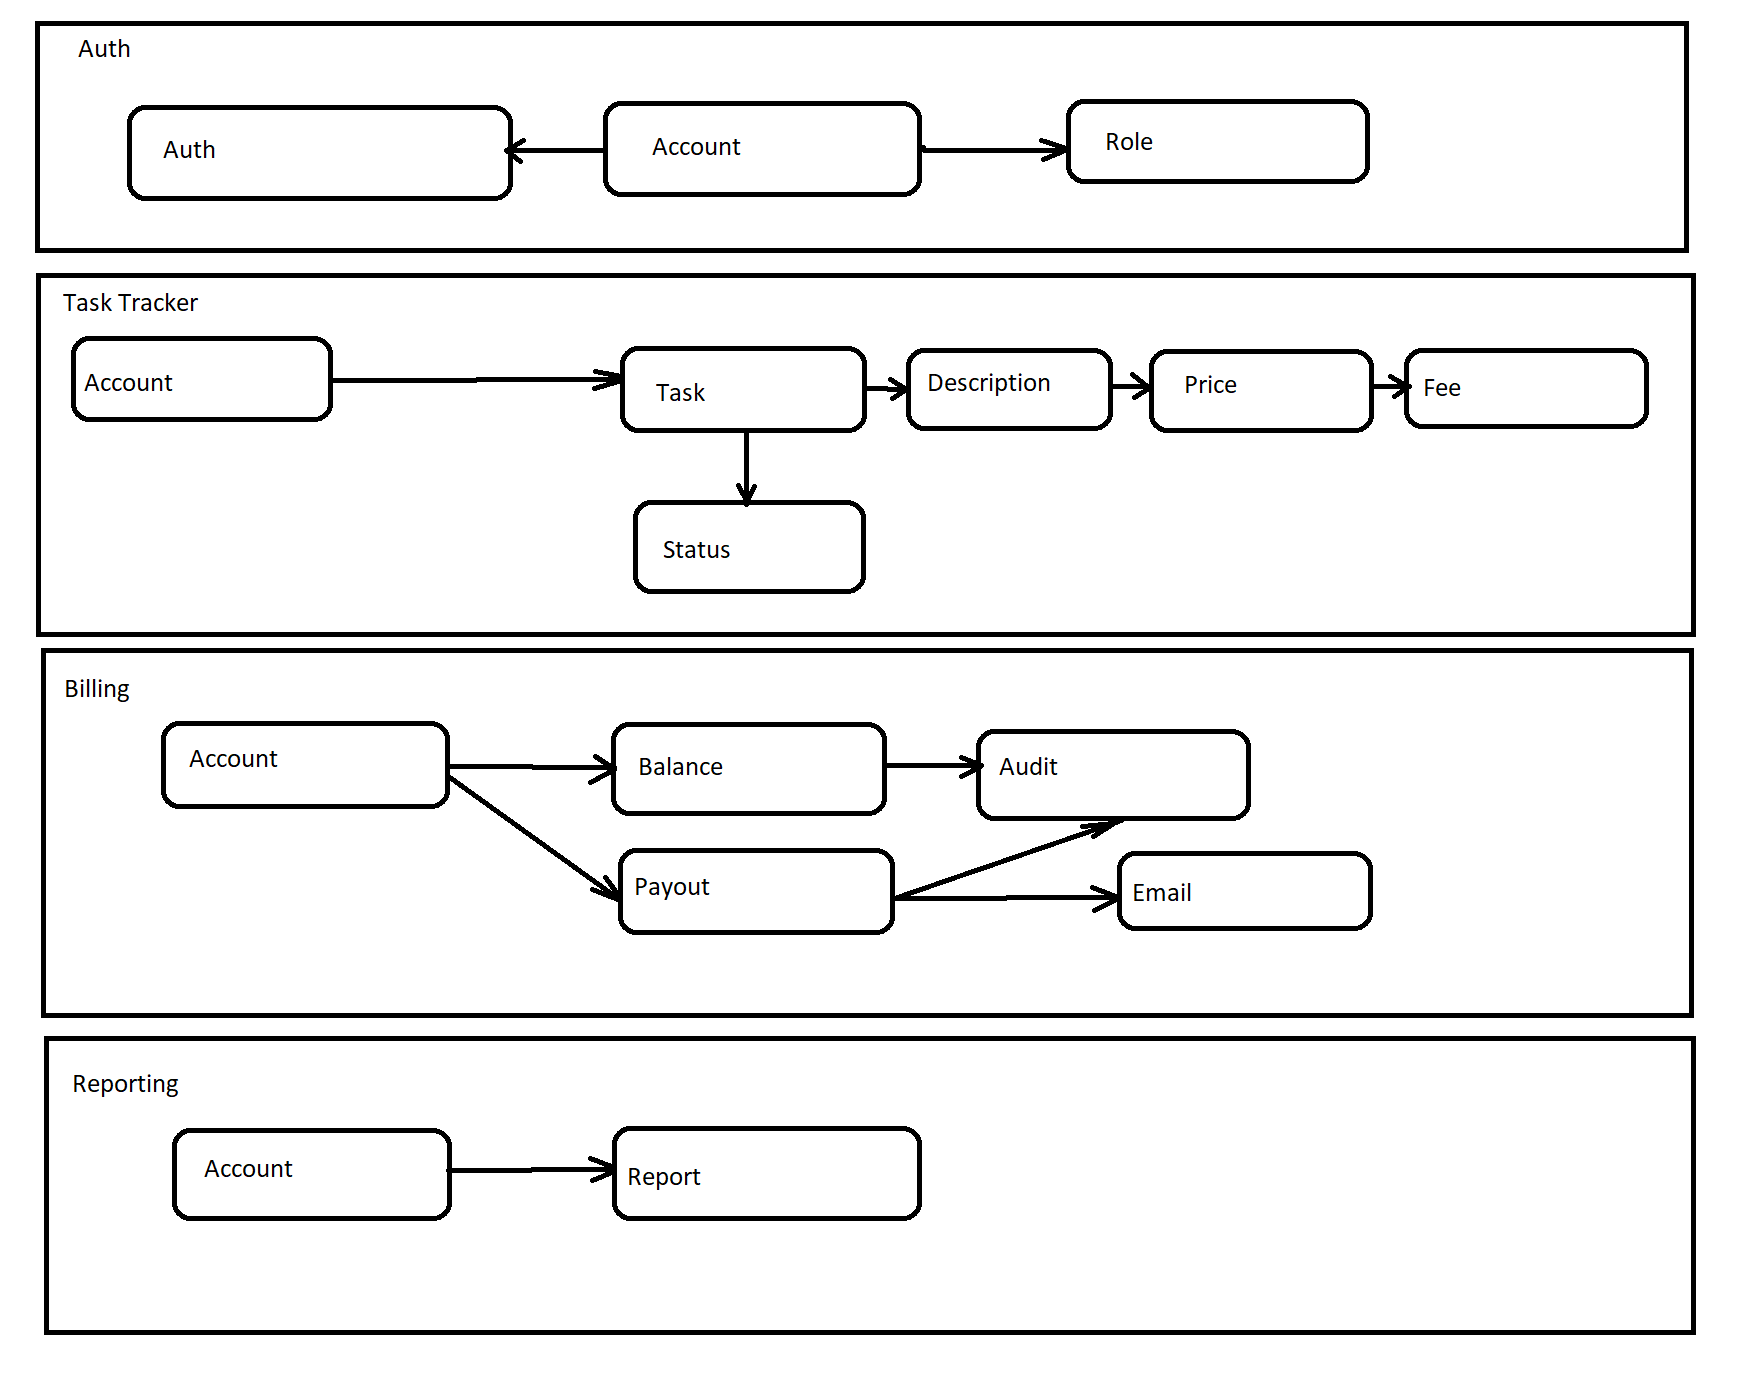 Auth
Auth
Account
Role
Task Tracker
Account
Task
Description
Price
Fee
Status
Billing
Account
Balance
Audit
Payout
Email
Reporting
Account
Report